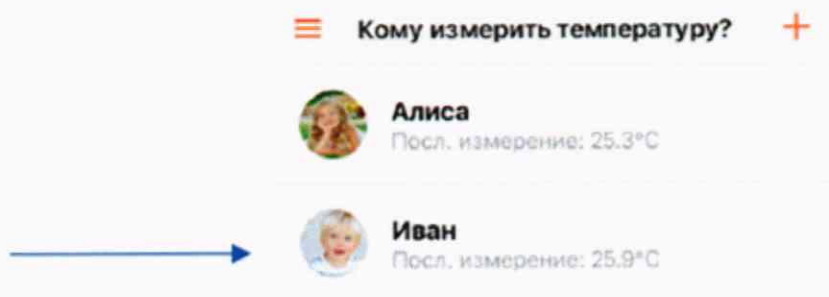 Кому измерить температуру?
Алиса
Посл. измерение: 25.3°C
Иван
Посл. измерение: 25.9°C